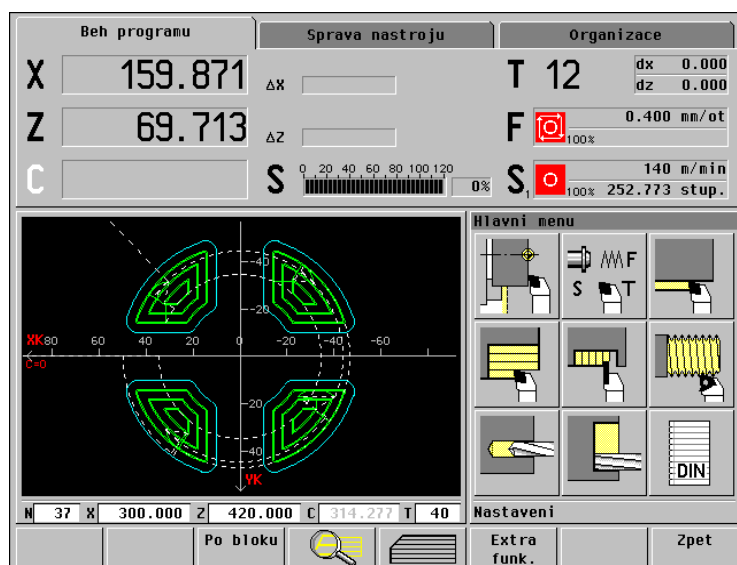 Beh programu Sprava nastroju Organizace
X 159.871 ΔX T 12 dx 0.000
dz 0.000
Z 69.713 ΔZ F 100% 0.400 mm/ot
C S 0 20 40 60 80 100 120 0% S1 100% 140 m/min
252.773 stup.
Hlavni menu
F
S T
-40
-20
XK 80 60 40 20 0 -20 -40 -60
C=0
20
40
YK
DIN
N 37 X 300.000 Z 420.000 C 314.277 T 40 Nastaveni
Po bloku Extra funk. Zpet